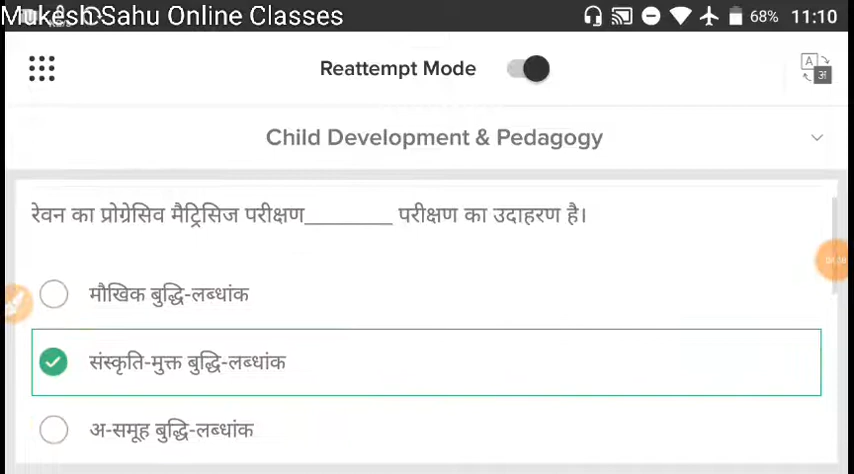 Mukesh Sahu Online Classes
68% 11:10
Reattempt Mode
A
अ
Child Development & Pedagogy
रेवन का प्रोग्रेसिव मैट्रिसिज परीक्षण________ परीक्षण का उदाहरण है।
मौखिक बुद्धि-लब्धांक
संस्कृति-मुक्त बुद्धि-लब्धांक
अ-समूह बुद्धि-लब्धांक